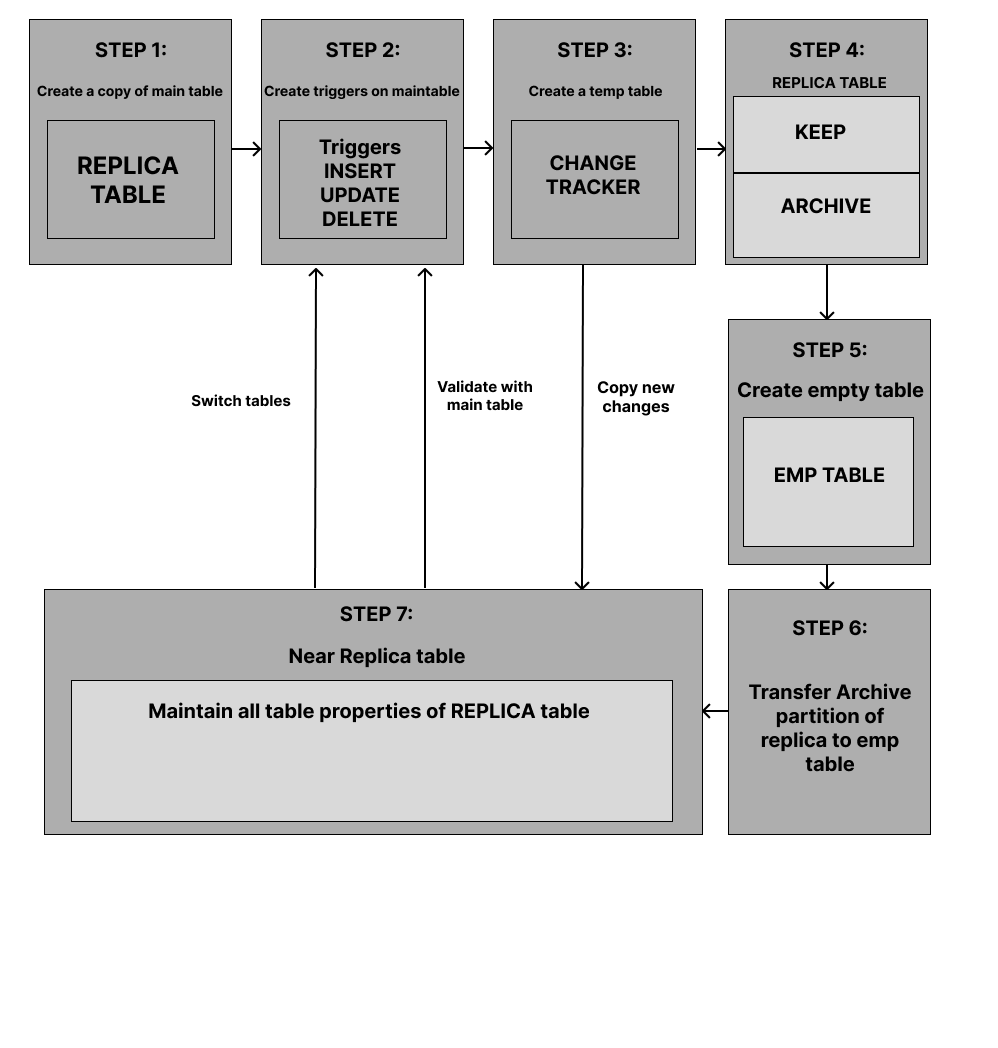 STEP 1:
Create a copy of main table
REPLICA
TABLE
STEP 2:
Create triggers on maintable
Triggers
INSERT
UPDATE
DELETE
STEP 3:
Create a temp table
CHANGE
TRACKER
STEP 4:
REPLICA TABLE
KEEP
ARCHIVE
Switch tables
Validate with
main table
Copy new
changes
STEP 5:
Create empty table
EMP TABLE
STEP 6:
Transfer Archive
partition of
replica to emp
table
STEP 7:
Near Replica table
Maintain all table properties of REPLICA table